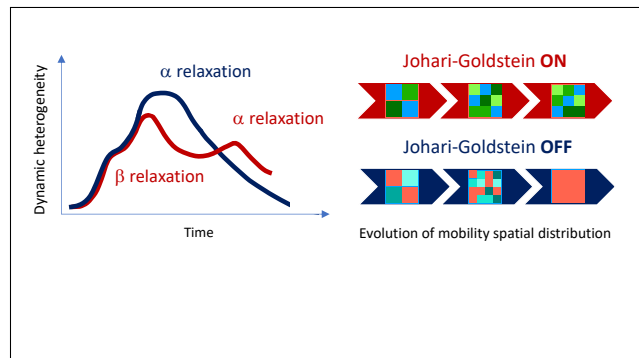 Dynamic heterogeneity
α relaxation
α relaxation
β relaxation
Time
Johari-Goldstein ON
Johari-Goldstein OFF
Evolution of mobility spatial distribution